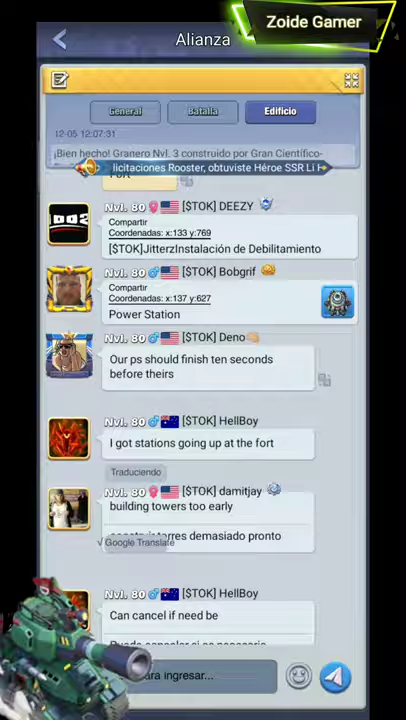 Zoide Gamer
Alianza
General
Batalla
Edificio
12-05 12:07:31
¡Bien hecho! Granero Nvl. 3 construido por Gran Científico-
licitaciones Rooster, obtuviste Héroe SSR Li H
Fort
Nvl. 80 [$TOK] DEEZY
Compartir
Coordenadas: x:133 y:769
[$TOK]JitterzInstalación de Debilitamiento
Nvl. 80 [$TOK] Bobgrif
Compartir
Coordenadas: x:137 y:627
Power Station
Nvl. 80 [$TOK] Deno
Our ps should finish ten seconds
before theirs
Nvl. 80 [$TOK] HellBoy
I got stations going up at the fort
Traduciendo
Nvl. 80 [$TOK] damitjay
building towers too early
construir torres demasiado pronto
√ Google Translate
Nvl. 80 [$TOK] HellBoy
Can cancel if need be
Puede cancelar si es necesario
para ingresar...